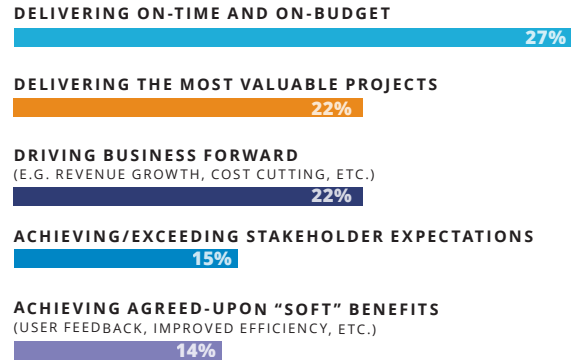 DELIVERING ON-TIME AND ON-BUDGET
27%
DELIVERING THE MOST VALUABLE PROJECTS
22%
DRIVING BUSINESS FORWARD
(E.G. REVENUE GROWTH, COST CUTTING, ETC.)
22%
ACHIEVING/EXCEEDING STAKEHOLDER EXPECTATIONS
15%
ACHIEVING AGREED-UPON “SOFT” BENEFITS
(USER FEEDBACK, IMPROVED EFFICIENCY, ETC.)
14%